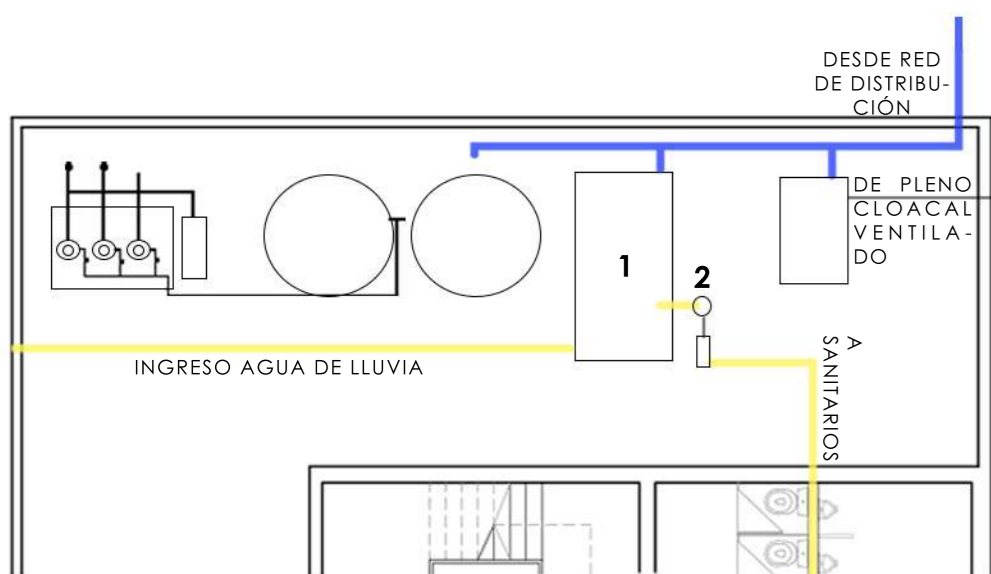 DESDE RED
DE DISTRIBU-
CIÓN
DE PLENO
CLOACAL
VENTILA-
DO
1
2
INGRESO AGUA DE LLUVIA
A
SANITARIOS